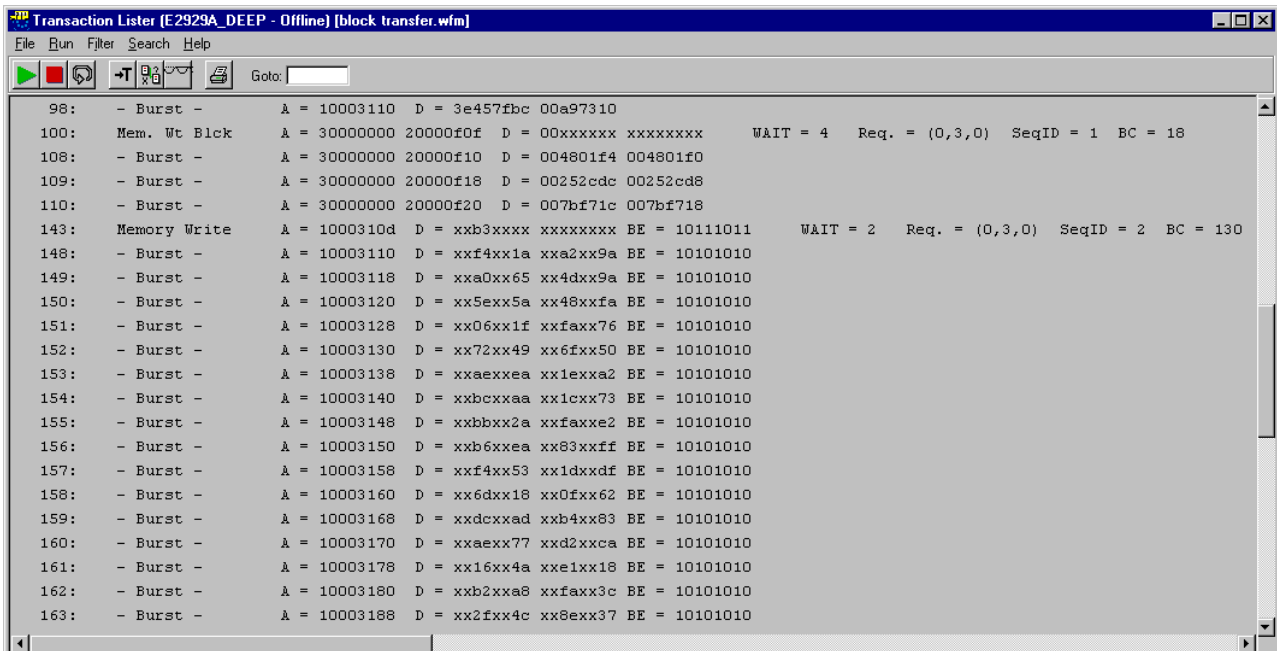 Transaction Lister (E2929A_DEEP - Offline) [block transfer.wfm]
File Run Filter Search Help
Goto:
98: - Burst - A = 10003110 D = 3e457fbc 00a97310
100: Mem. Wt Blck A = 30000000 20000f0f D = 00xxxxxx xxxxxxxx WAIT = 4 Req. = (0,3,0) SeqID = 1 BC = 18
108: - Burst - A = 30000000 20000f10 D = 004801f4 004801f0
109: - Burst - A = 30000000 20000f18 D = 00252cdc 00252cd8
110: - Burst - A = 30000000 20000f20 D = 007bf71c 007bf718
143: Memory Write A = 1000310d D = xxb3xxxx xxxxxxxx BE = 10111011 WAIT = 2 Req. = (0,3,0) SeqID = 2 BC = 130
148: - Burst - A = 10003110 D = xxf4xx1a xxa2xx9a BE = 10101010
149: - Burst - A = 10003118 D = xxa0xx65 xx4dxx9a BE = 10101010
150: - Burst - A = 10003120 D = xx5exx5a xx48xxfa BE = 10101010
151: - Burst - A = 10003128 D = xx06xx1f xxfaxx76 BE = 10101010
152: - Burst - A = 10003130 D = xx72xx49 xx6fxx50 BE = 10101010
153: - Burst - A = 10003138 D = xxaexxea xx1exxa2 BE = 10101010
154: - Burst - A = 10003140 D = xxbcxxaa xx1cxx73 BE = 10101010
155: - Burst - A = 10003148 D = xxbbxx2a xxfaxxe2 BE = 10101010
156: - Burst - A = 10003150 D = xxb6xxea xx83xxff BE = 10101010
157: - Burst - A = 10003158 D = xxf4xx53 xx1dxxdf BE = 10101010
158: - Burst - A = 10003160 D = xx6dxx18 xx0fxx62 BE = 10101010
159: - Burst - A = 10003168 D = xxdcxxad xxb4xx83 BE = 10101010
160: - Burst - A = 10003170 D = xxaexx77 xxd2xxca BE = 10101010
161: - Burst - A = 10003178 D = xx16xx4a xxe1xx18 BE = 10101010
162: - Burst - A = 10003180 D = xxb2xxa8 xxfaxx3c BE = 10101010
163: - Burst - A = 10003188 D = xx2fxx4c xx8exx37 BE = 10101010